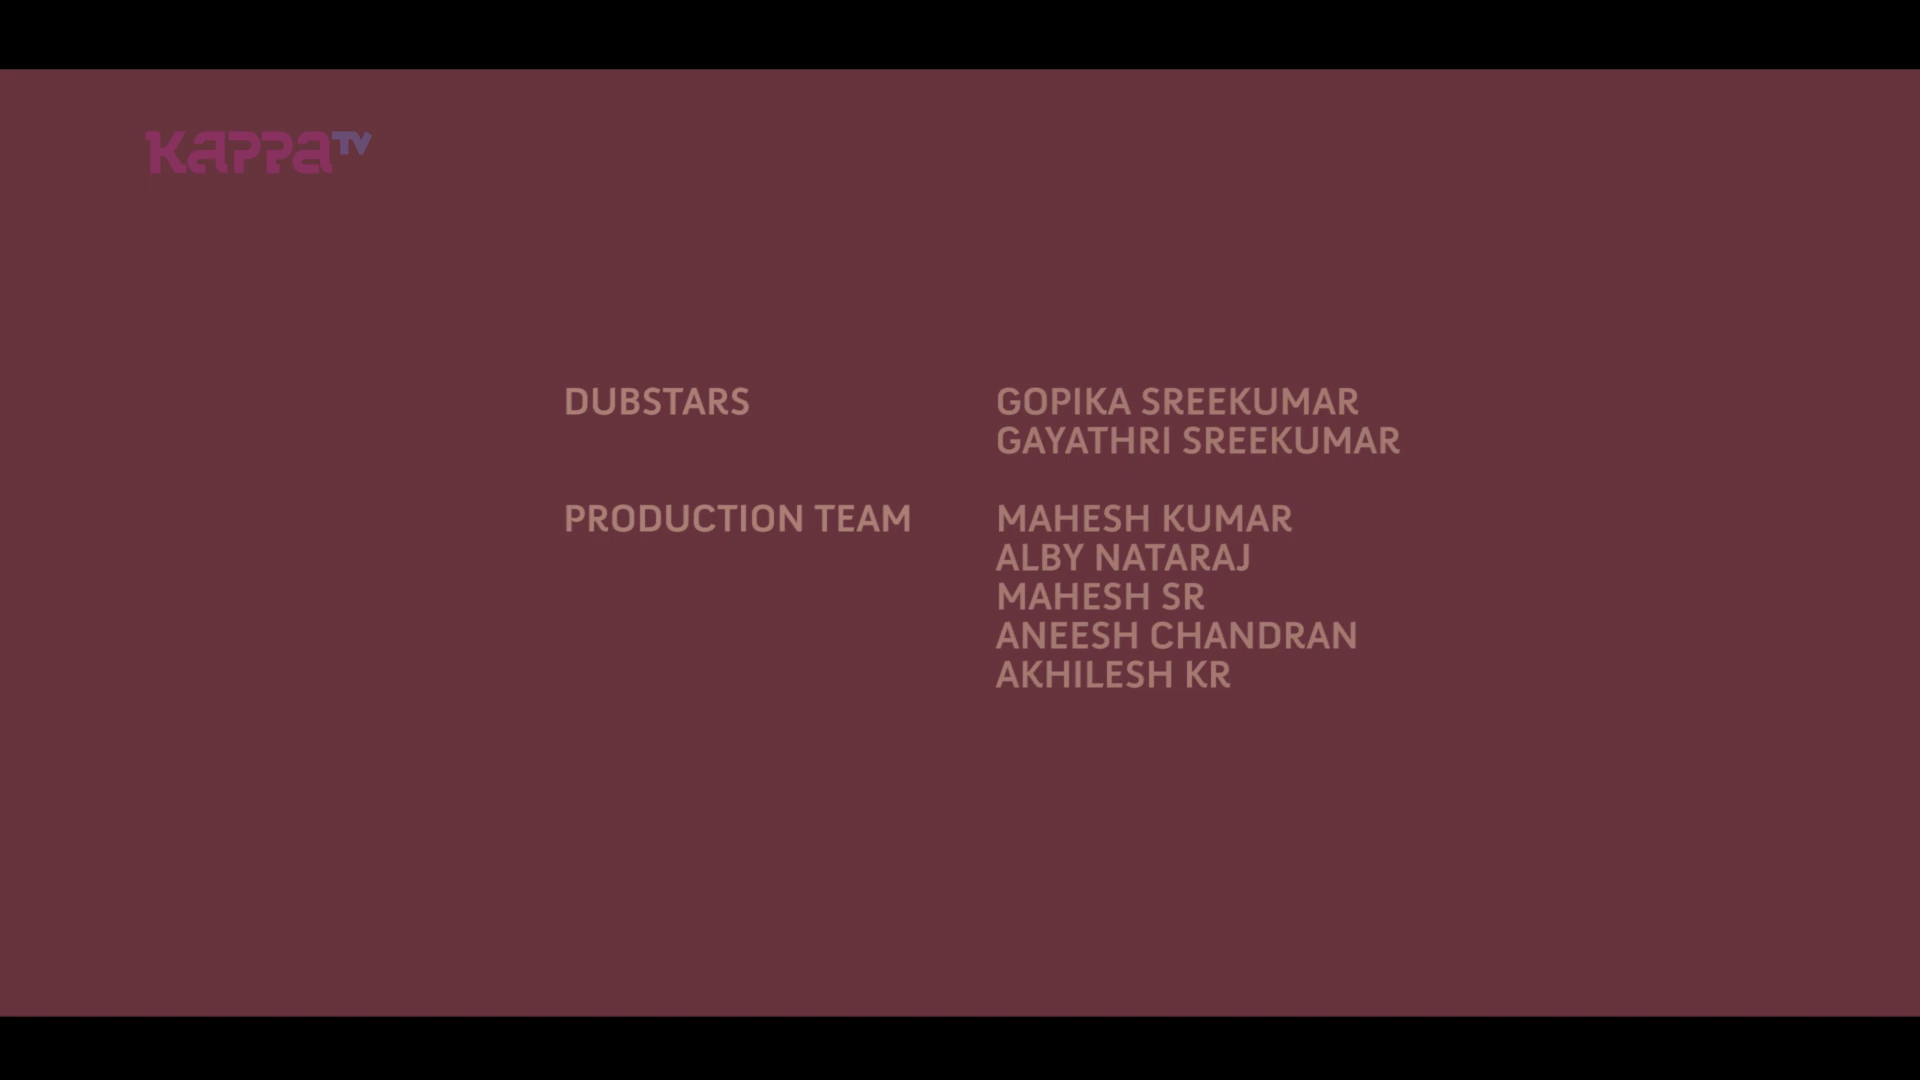 KAPPA TV
DUBSTARS GOPIKA SREEKUMAR
GAYATHRI SREEKUMAR
PRODUCTION TEAM MAHESH KUMAR
ALBY NATARAJ
MAHESH SR
ANEESH CHANDRAN
AKHILESH KR